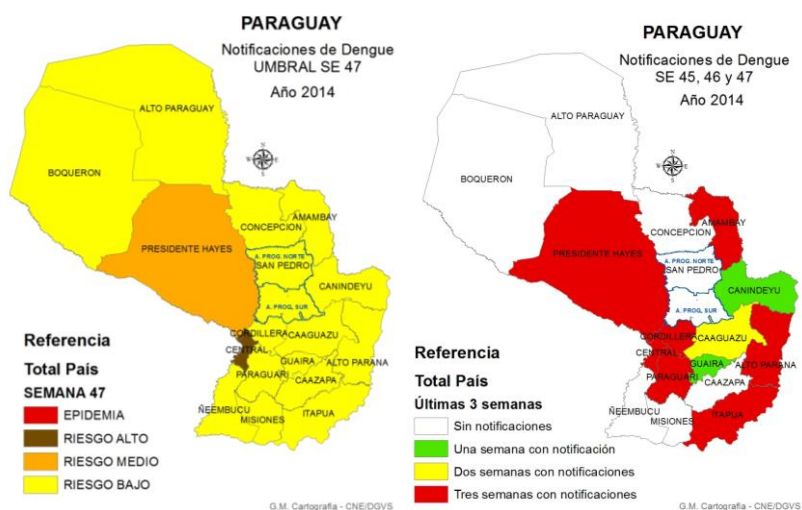 PARAGUAY
Notificaciones de Dengue
UMBRAL SE 47
Año 2014
ALTO PARAGUAY
N
W
E
S
BOQUERON
AMAMBAY
CONCEPCION
PRESIDENTE HAYES
A. PROG. NORTE
SAN PEDRO
CANINDEYU
A. PROG. SUR
CORDILLERA
CAAGUAZU
CENTRAL
GUAIRA
ALTO PARANA
PARAGUARI
CAAZAPA
ÑEEMBUCU
MISIONES
ITAPUA
Referencia
Total País
SEMANA 47
EPIDEMIA
RIESGO ALTO
RIESGO MEDIO
RIESGO BAJO
G.M. Cartografía - CNE/DGVS
PARAGUAY
Notificaciones de Dengue
SE 45, 46 y 47
Año 2014
ALTO PARAGUAY
N
W
E
S
BOQUERON
AMAMBAY
CONCEPCION
PRESIDENTE HAYES
A. PROG. NORTE
SAN PEDRO
CANINDEYU
A. PROG. SUR
CORDILLERA
CAAGUAZU
CENTRAL
GUAIRA
ALTO PARANA
PARAGUARI
CAAZAPA
ÑEEMBUCU
MISIONES
ITAPUA
Referencia
Total País
Últimas 3 semanas
Sin notificaciones
Una semana con notificación
Dos semanas con notificaciones
Tres semanas con notificaciones
G.M. Cartografía - CNE/DGVS